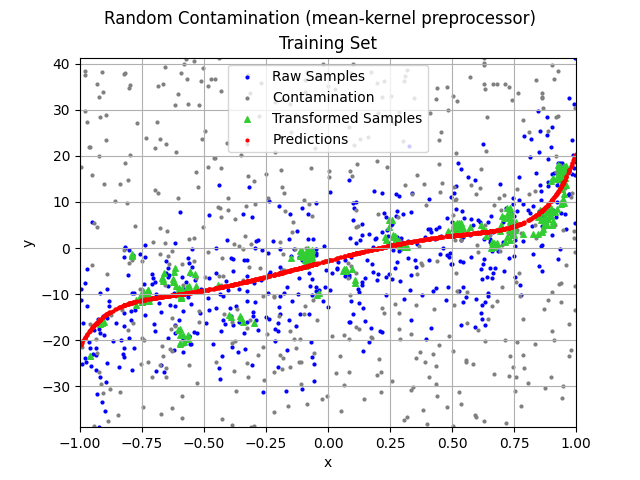 Random Contamination (mean-kernel preprocessor)
Training Set
Raw Samples
Contamination
Transformed Samples
Predictions
y
40
30
20
10
0
−10
−20
−30
−1.00 −0.75 −0.50 −0.25 0.00 0.25 0.50 0.75 1.00
x